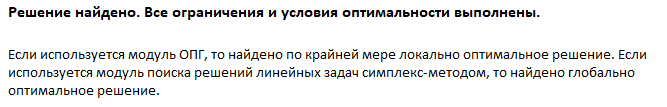 Решение найдено. Все ограничения и условия оптимальности выполнены.
Если используется модуль ОПГ, то найдено по крайней мере локально оптимальное решение. Если
используется модуль поиска решений линейных задач симплекс-методом, то найдено глобально
оптимальное решение.